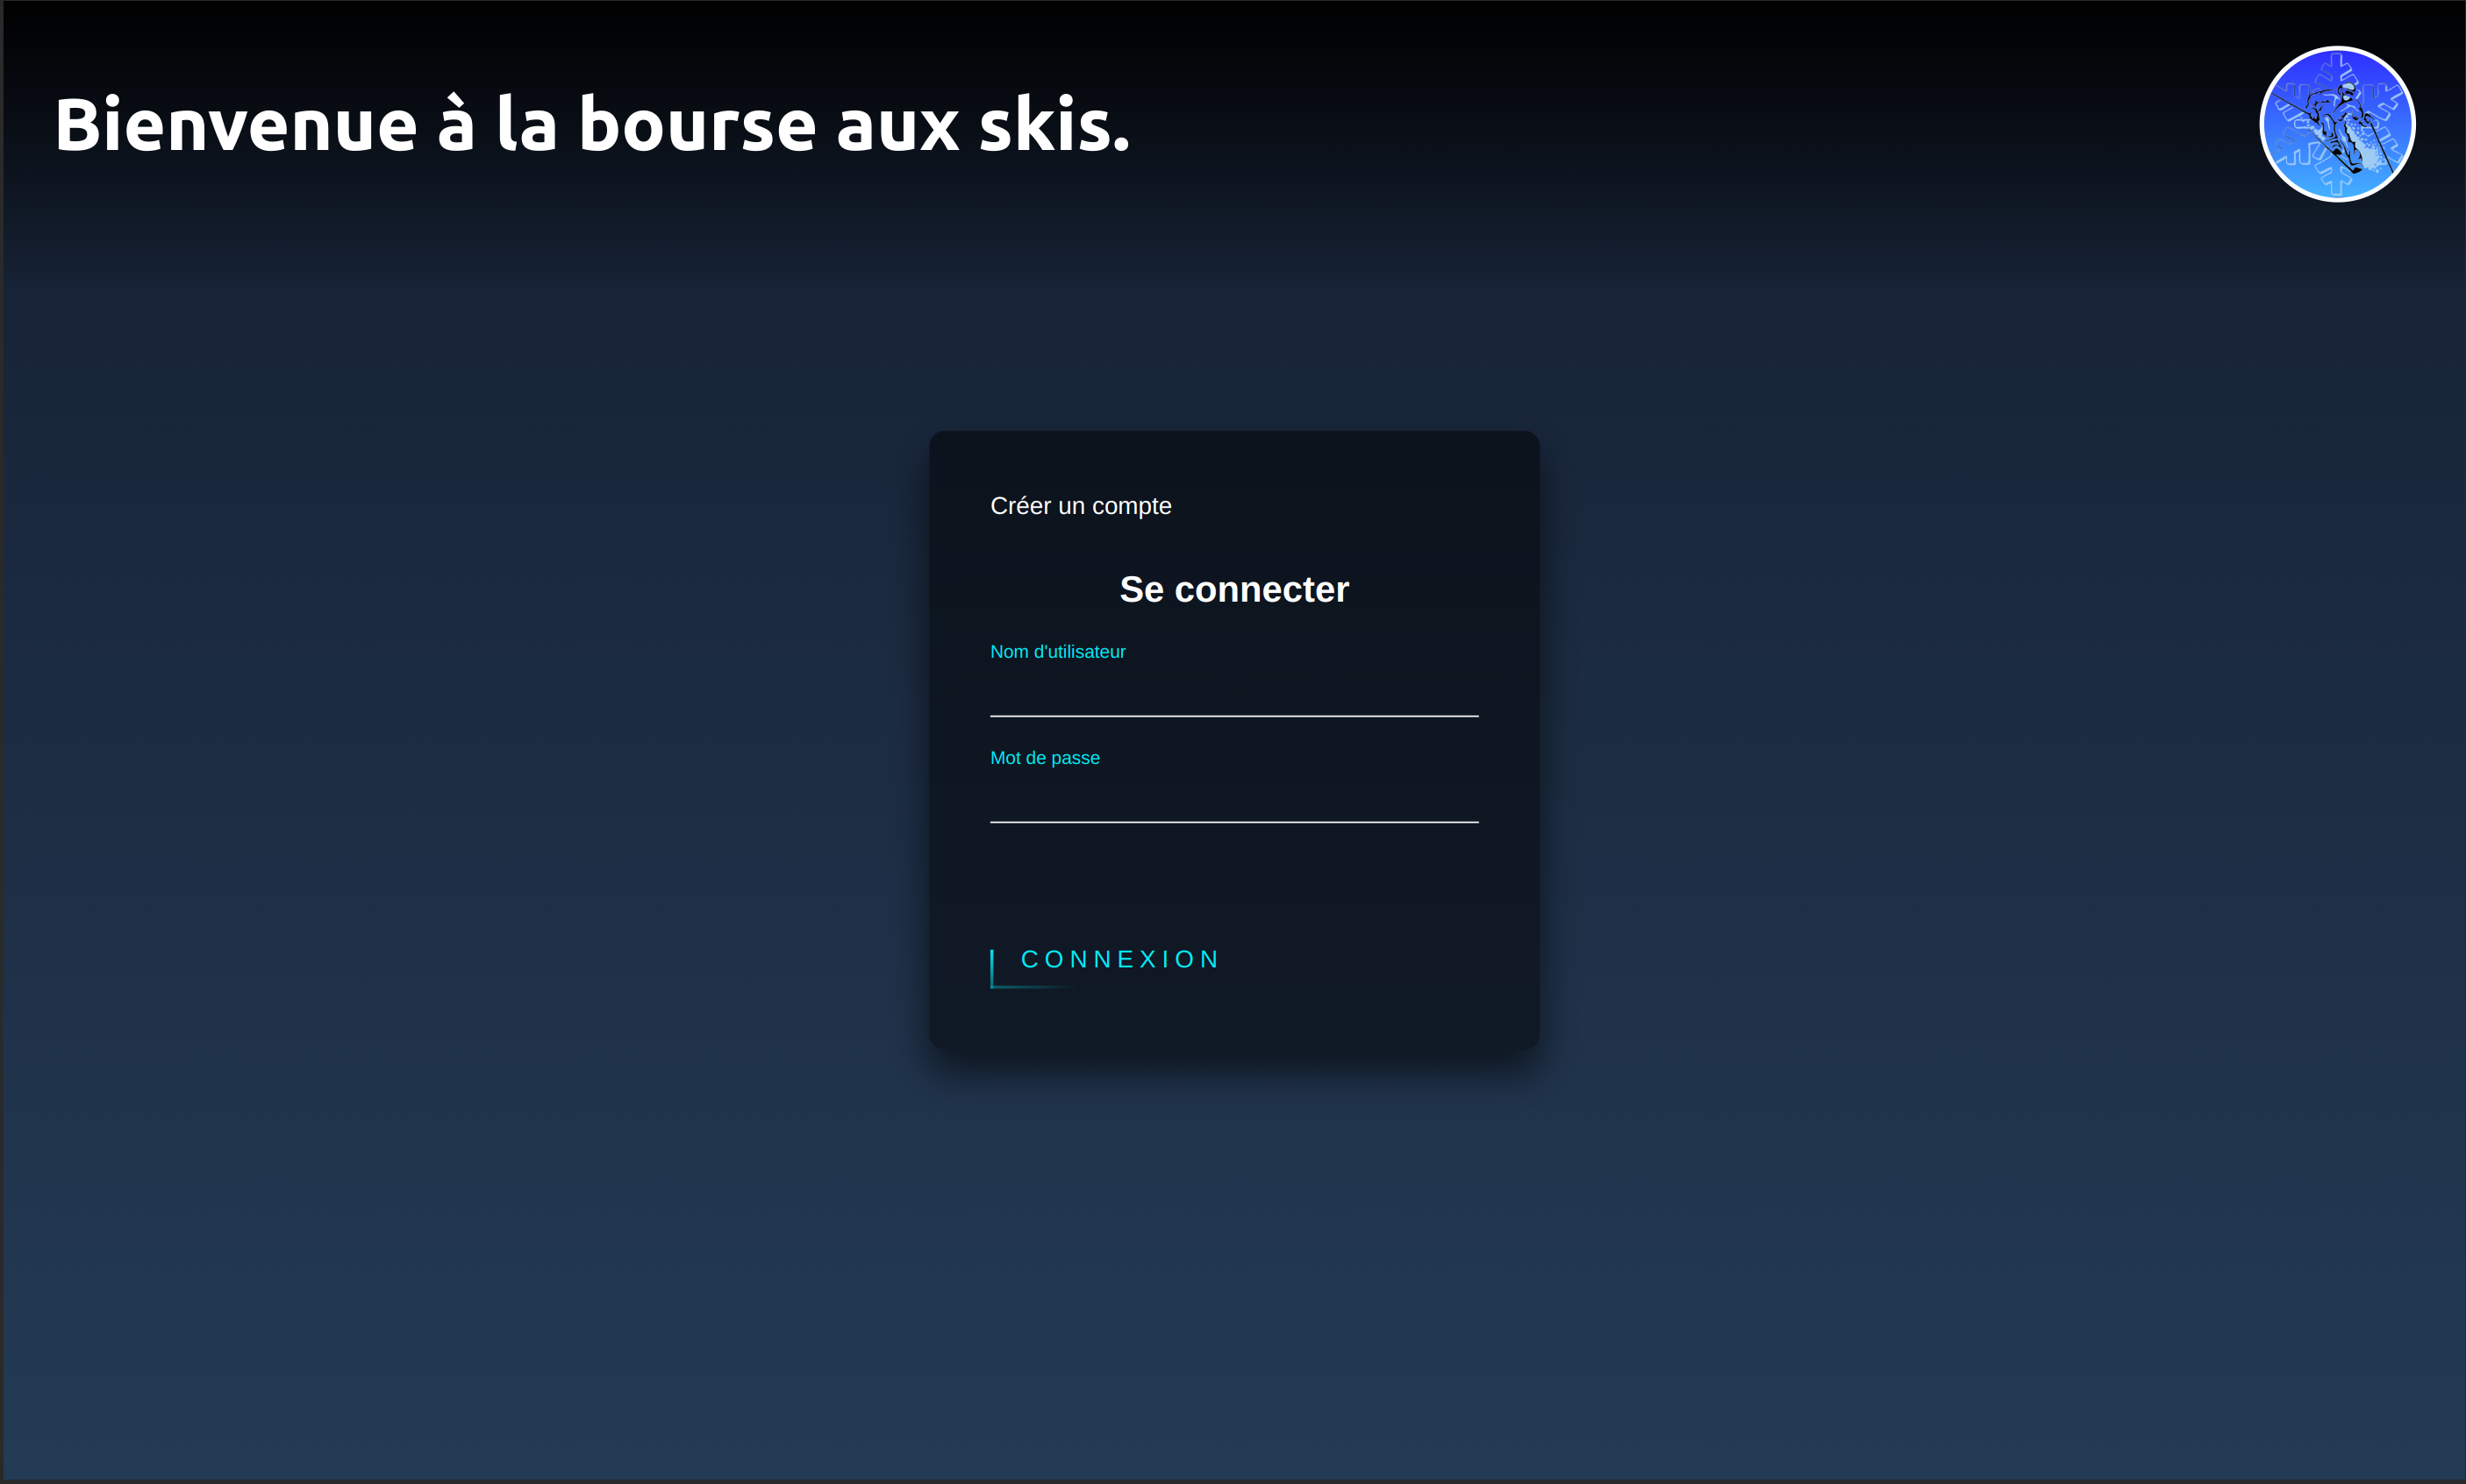 Bienvenue à la bourse aux skis.
Créer un compte
Se connecter
Nom d'utilisateur
Mot de passe
CONNEXION